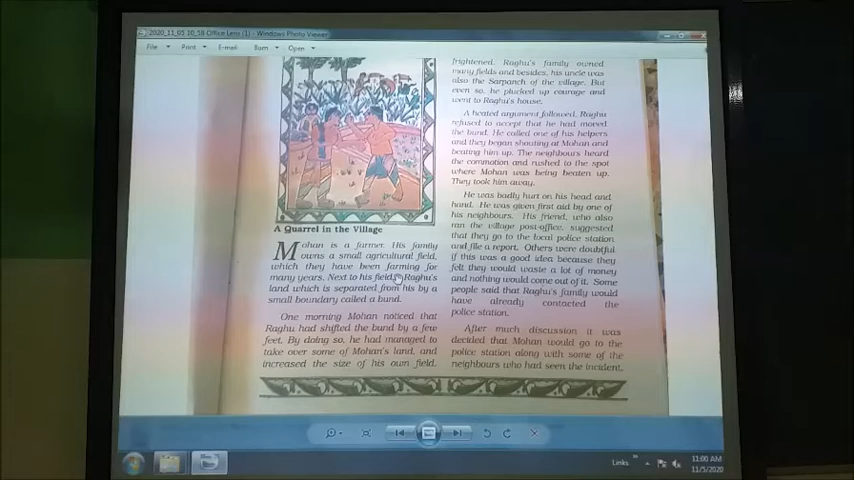 2020_11_05 10_58 Office Lens (1) - Windows Photo Viewer
File Print E-mail Burn Open
A Quarrel in the Village
Mohan is a farmer. His family
owns a small agricultural field,
which they have been farming for
many years. Next to his field is Raghu's
land which is separated from his by a
small boundary called a bund.
One morning Mohan noticed that
Raghu had shifted the bund by a few
feet. By doing so, he had managed to
take over some of Mohan's land, and
increased the size of his own field.
frightened. Raghu's family owned
many fields and besides, his uncle was
also the Sarpanch of the village. But
even so, he plucked up courage and
went to Raghu's house.
A heated argument followed. Raghu
refused to accept that he had moved
the bund. He called one of his helpers
and they began shouting at Mohan and
beating him up. The neighbours heard
the commotion and rushed to the spot
where Mohan was being beaten up.
They took him away.
He was badly hurt on his head and
hand. He was given first aid by one of
his neighbours. His friend, who also
ran the village post-office, suggested
that they go to the local police station
and file a report. Others were doubtful
if this was a good idea because they
felt they would waste a lot of money
and nothing would come out of it. Some
people said that Raghu's family would
have already contacted the
police station.
After much discussion it was
decided that Mohan would go to the
police station along with some of the
neighbours who had seen the incident.
Links
11:00 AM
11/5/2020